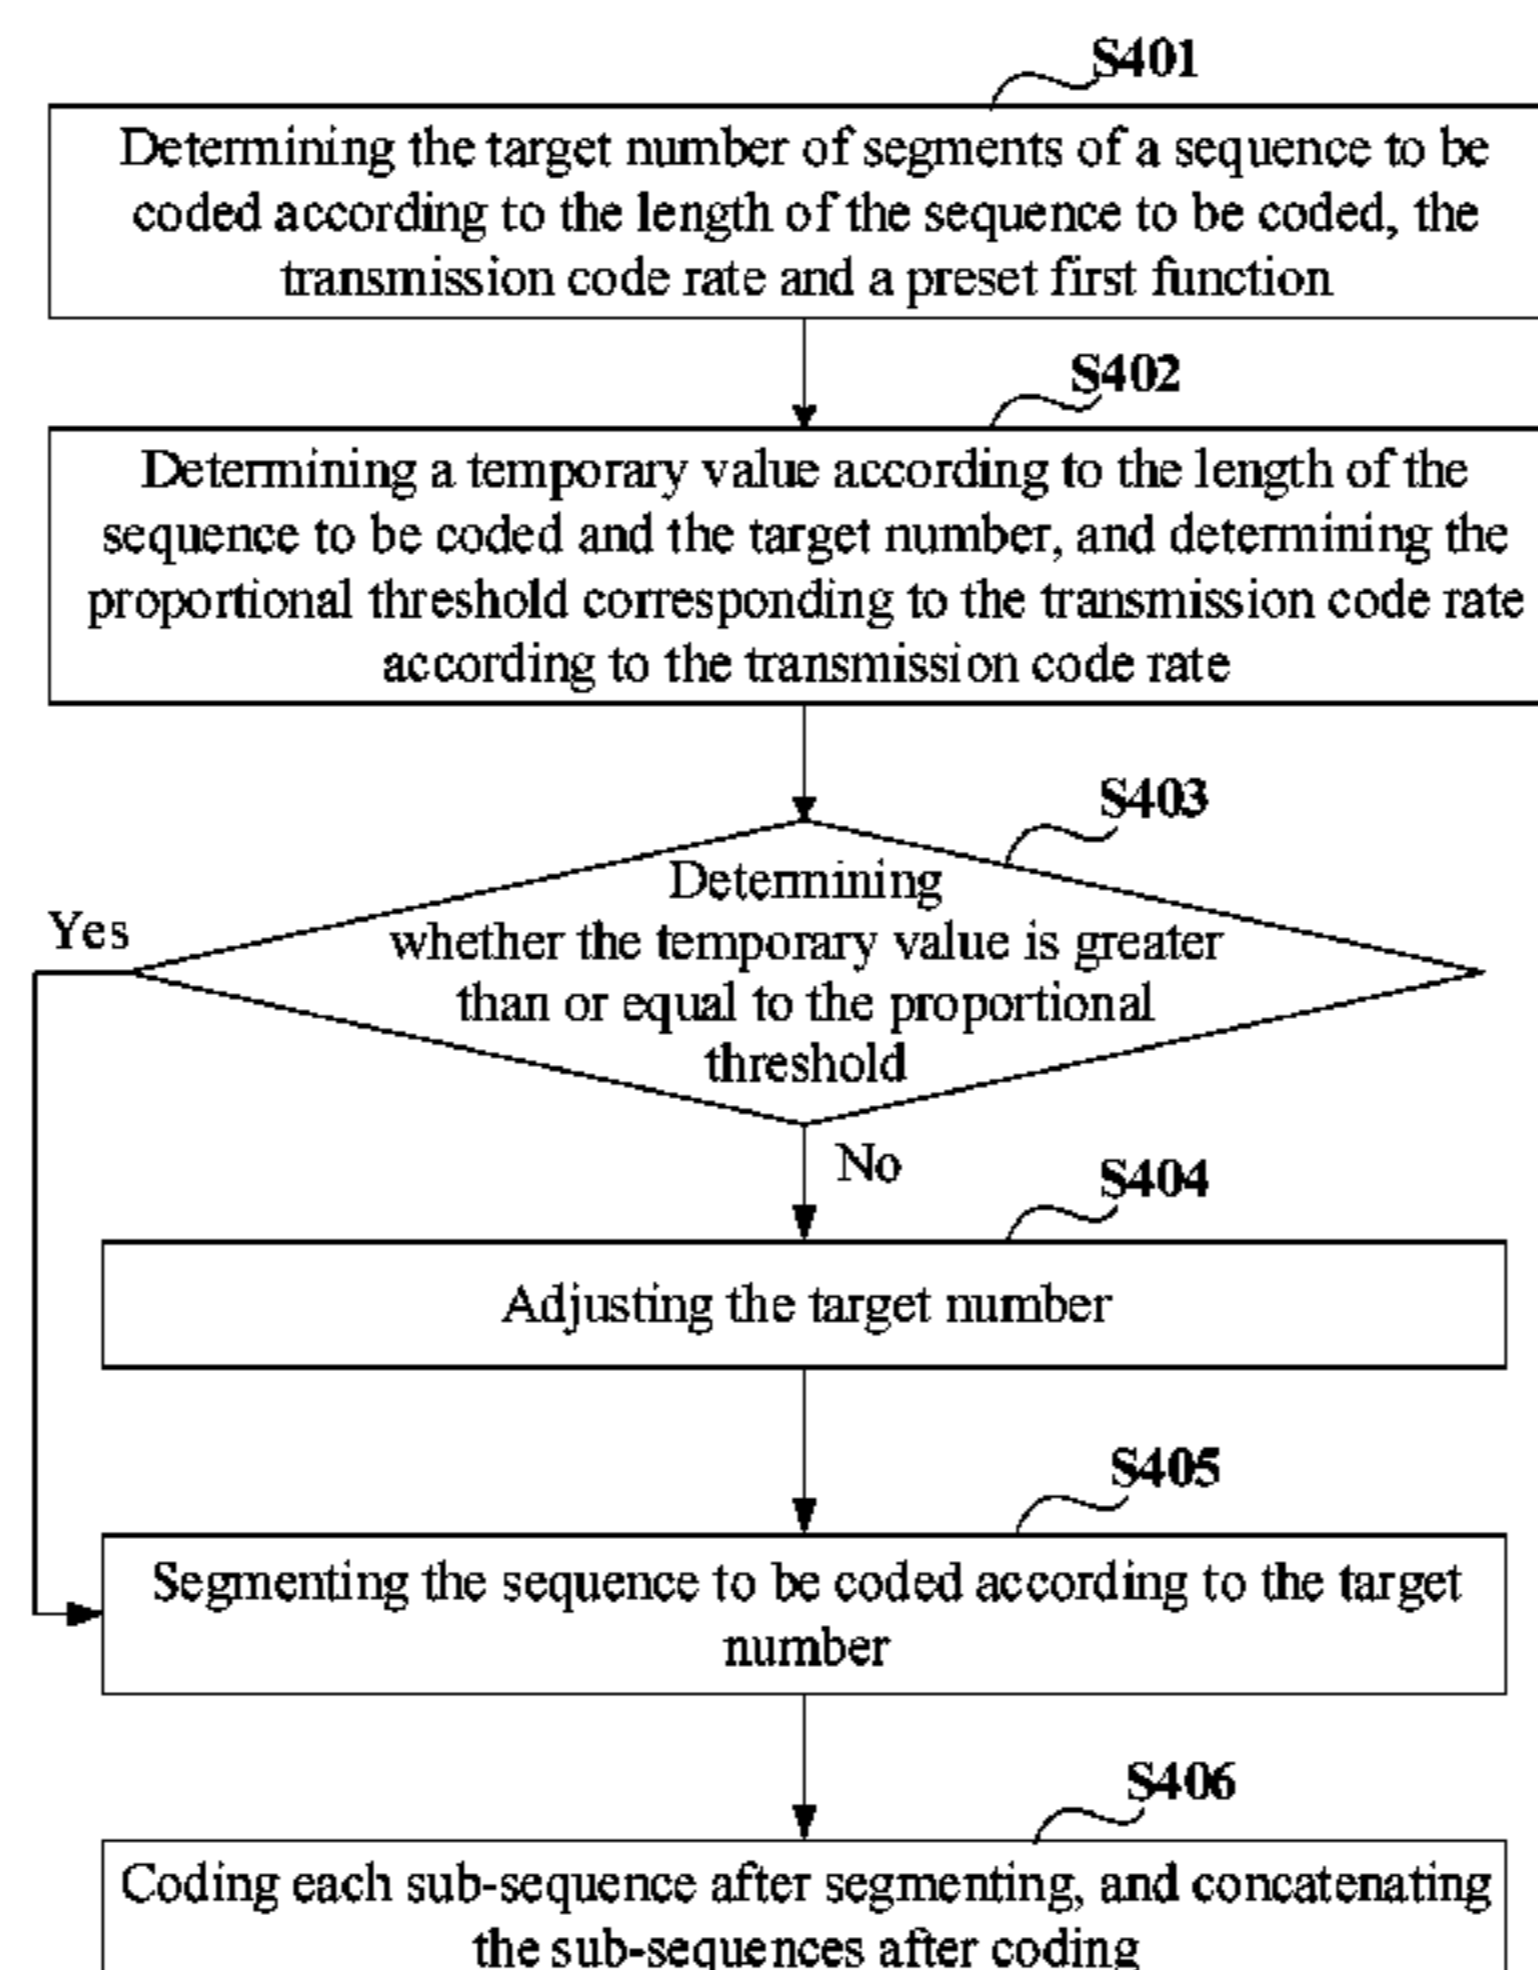 S401
Determining the target number of segments of a sequence to be
coded according to the length of the sequence to be coded, the
transmission code rate and a preset first function
S402
Determining a temporary value according to the length of the
sequence to be coded and the target number, and determining the
proportional threshold corresponding to the transmission code rate
according to the transmission code rate
S403
Determining
whether the temporary value is greater
than or equal to the proportional
threshold
Yes
No
S404
Adjusting the target number
S405
Segmenting the sequence to be coded according to the target
number
S406
Coding each sub-sequence after segmenting, and concatenating
the sub-sequences after coding